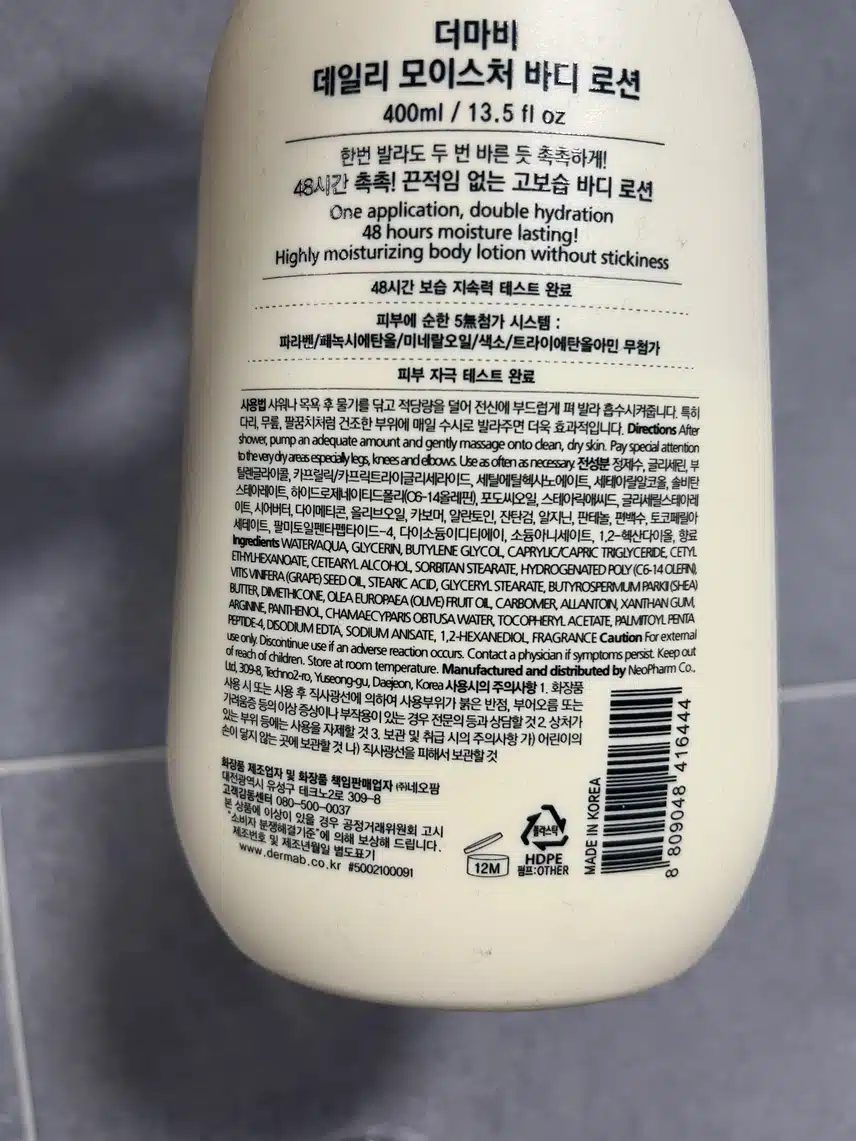 더마비
데일리 모이스처 바디 로션
400ml / 13.5 fl oz
한번 발라도 두 번 바른 듯 촉촉하게!
48시간 촉촉! 끈적임 없는 고보습 바디 로션
One application, double hydration
48 hours moisture lasting!
Highly moisturizing body lotion without stickiness
48시간 보습 지속력 테스트 완료
피부에 순한 5無첨가 시스템 :
파라벤/페녹시에탄올/미네랄오일/색소/트라이에탄올아민 무첨가
피부 자극 테스트 완료
사용법 샤워나 목욕 후 물기를 닦고 적당량을 덜어 전신에 부드럽게 펴 발라 흡수시켜줍니다. 특히
다리, 무릎, 팔꿈치처럼 건조한 부위에 매일 수시로 발라주면 더욱 효과적입니다. Directions After
shower, pump an adequate amount and gently massage onto clean, dry skin. Pay special attention
to the very dry areas especially legs, knees and elbows. Use as often as necessary. 전성분 정제수, 글리세린, 부
틸렌글라이콜, 카프릴릭/카프릭트라이글리세라이드, 세틸에틸헥사노에이트, 세테아릴알코올, 솔비탄
스테아레이트, 하이드로제네이티드폴리(C6-14올레핀), 포도씨오일, 스테아릭애씨드, 글리세릴스테아레
이트, 시어버터, 다이메티콘, 올리브오일, 카보머, 알란토인, 잔탄검, 알지닌, 판테놀, 편백수, 토코페릴아
세테이트, 팔미토일펜타펩타이드-4, 다이소듐이디티에이, 소듐아니세이트, 1,2-헥산다이올, 향료
Ingredients WATER/AQUA, GLYCERIN, BUTYLENE GLYCOL, CAPRYLIC/CAPRIC TRIGLYCERIDE, CETYL
ETHYLHEXANOATE, CETEARYL ALCOHOL, SORBITAN STEARATE, HYDROGENATED POLY (C6-14 OLEFIN),
VITIS VINIFERA (GRAPE) SEED OIL, STEARIC ACID, GLYCERYL STEARATE, BUTYROSPERMUM PARKII (SHEA)
BUTTER, DIMETHICONE, OLEA EUROPAEA (OLIVE) FRUIT OIL, CARBOMER, ALLANTOIN, XANTHAN GUM,
ARGININE, PANTHENOL, CHAMAECYPARIS OBTUSA WATER, TOCOPHERYL ACETATE, PALMITOYL PENTA
PEPTIDE-4, DISODIUM EDTA, SODIUM ANISATE, 1,2-HEXANEDIOL, FRAGRANCE Caution For external
use only. Discontinue use if an adverse reaction occurs. Contact a physician if symptoms persist. Keep out
of reach of children. Store at room temperature. Manufactured and distributed by NeoPharm Co.,
Ltd, 309-8, Techno2-ro, Yuseong-gu, Daejeon, Korea 사용시의 주의사항 1. 화장품
사용 시 또는 사용 후 직사광선에 의하여 사용부위가 붉은 반점, 부어오름 또는
가려움증 등의 이상 증상이나 부작용이 있는 경우 전문의 등과 상담할 것 2. 상처가
있는 부위 등에는 사용을 자제할 것 3. 보관 및 취급 시의 주의사항 가) 어린이의
손이 닿지 않는 곳에 보관할 것 나) 직사광선을 피해서 보관할 것
화장품 제조업자 및 화장품 책임판매업자 ㈜네오팜
대전광역시 유성구 테크노2로 309-8
고객감동센터 080-500-0037
본 상품에 이상이 있을 경우 공정거래위원회 고시
"소비자 분쟁해결기준"에 의해 보상해 드립니다.
제조번호 및 제조년월일 별도표기
www.dermab.co.kr #5002100091
12M
플라스틱
HDPE
펌프:OTHER
MADE IN KOREA
8 809048 416444